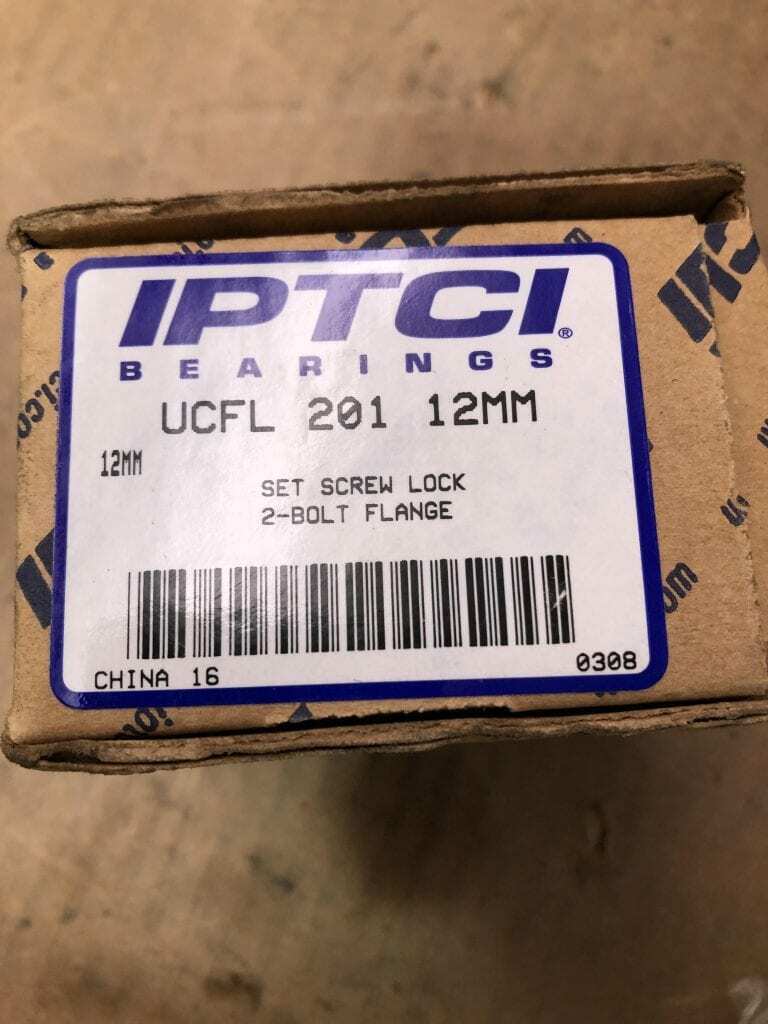 IPTCI®
BEARINGS
UCFL 201 12MM
12MM
SET SCREW LOCK
2-BOLT FLANGE
CHINA 16
0308